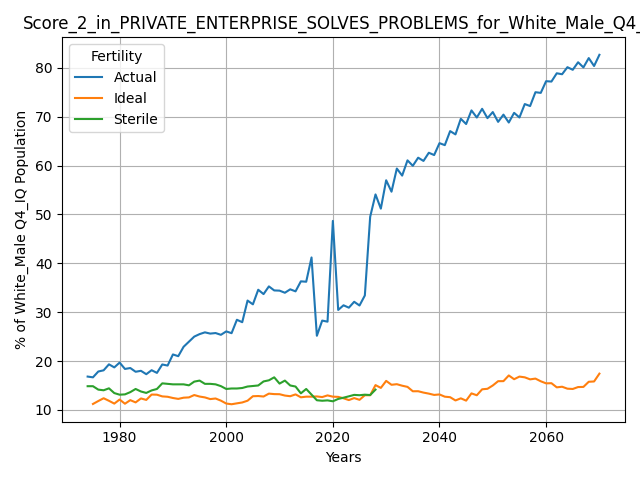 Score_2_in_PRIVATE_ENTERPRISE_SOLVES_PROBLEMS_for_White_Male_Q4_
Fertility
Actual
Ideal
Sterile
% of White_Male Q4_IQ Population
80
70
60
50
40
30
20
10
1980 2000 2020 2040 2060
Years